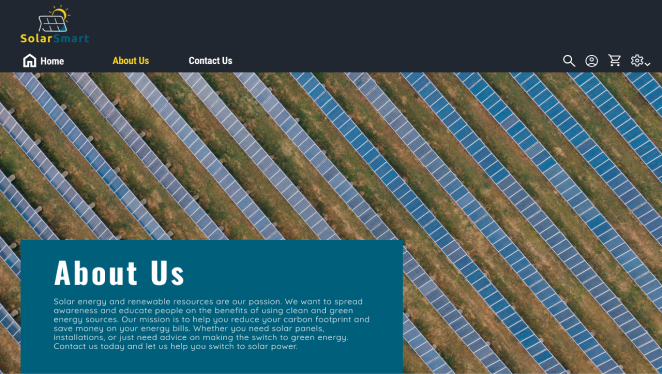 SolarSmart
Home
About Us
Contact Us
About Us
Solar energy and renewable resources are our passion. We want to spread
awareness and educate people on the benefits of using clean and green
energy sources. Our mission is to help you reduce your carbon footprint and
save money on your energy bills. Whether you need solar panels,
installations, or just need advice on making the switch to green energy.
Contact us today and let us help you switch to solar power.